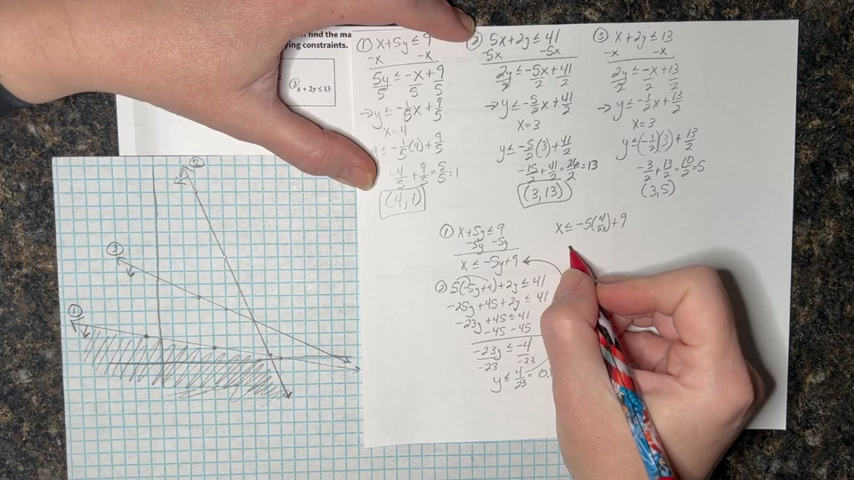 find the ma
ying constraints.
③ x + 2y ≤ 13
① x+5y ≤ 9
-x -x
5y ≤ -x + 9
5 5 5
→ y ≤ -1/5x + 9/5
x = 4
y ≤ -1/5(4) + 9/5
-4/5 + 9/5 = 5/5 = 1
(4,1)
② 5x+2y ≤ 41
-5x -5x
2y ≤ -5x + 41
2 2 2
→ y ≤ -5/2x + 41/2
x = 3
y ≤ -5/2(3) + 41/2
-15/2 + 41/2 = 26/2 = 13
(3,13)
③ x + 2y ≤ 13
-x -x
2y ≤ -x + 13
2 2 2
→ y ≤ -1/2x + 13/2
x = 3
y ≤ (-1/2)(3) + 13/2
-3/2 + 13/2 = 10/2 = 5
(3,5)
① x+5y ≤ 9
-5y -5y
x ≤ -5y+9
② 5(-5y+9)+2y ≤ 41
-25y+45+2y ≤ 41
-23y+45 ≤ 41
-45 -45
-23y ≤ -4
-23 -23
y ≤ 4/23 = 0.
x ≤ -5(4/23)+9
②
③
①